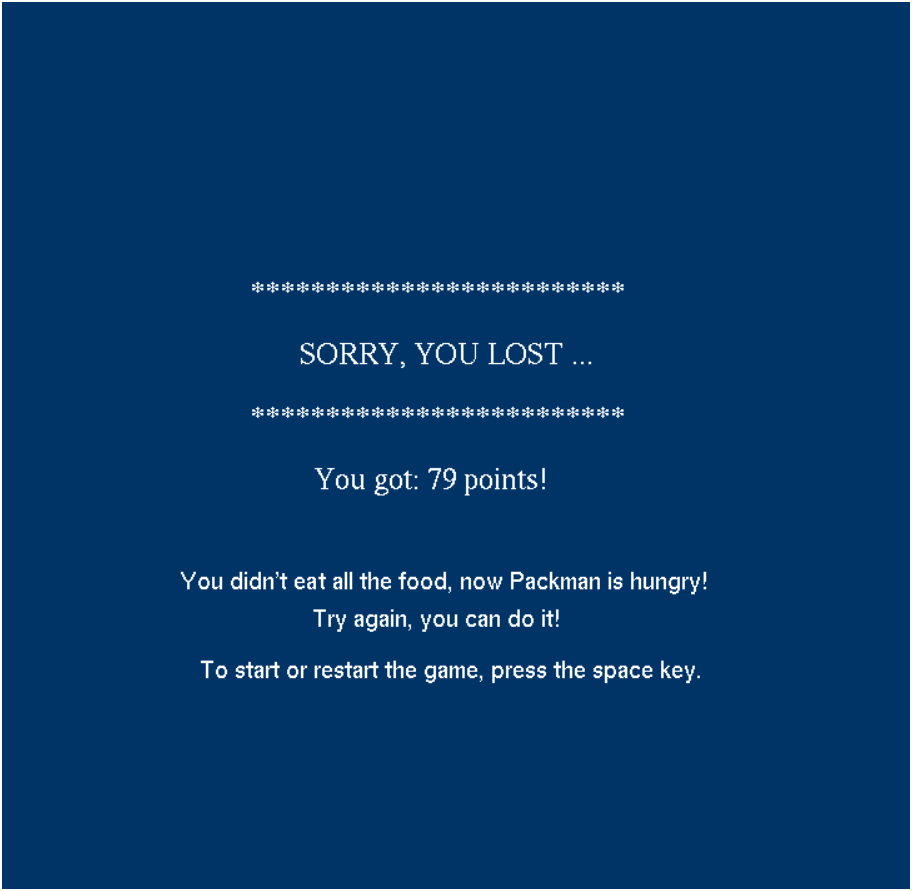 *************************
SORRY, YOU LOST ...
*************************
You got: 79 points!
You didn't eat all the food, now Packman is hungry!
Try again, you can do it!
To start or restart the game, press the space key.